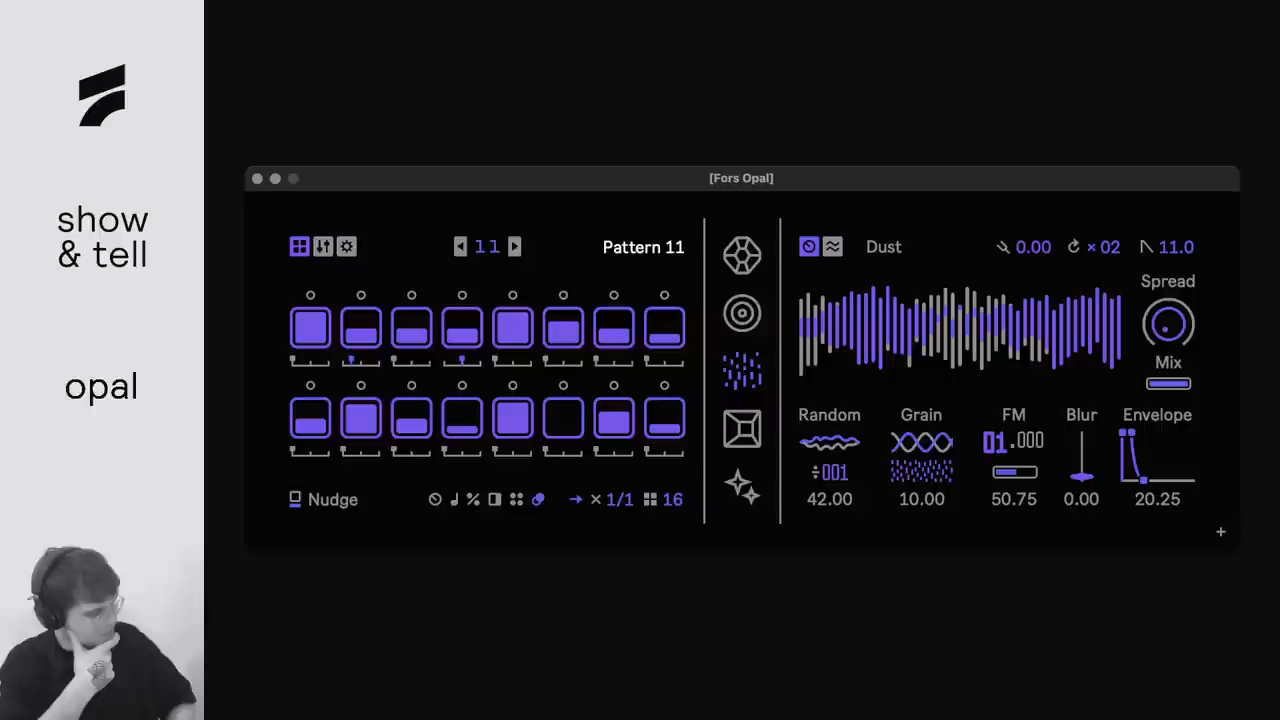 show
& tell
opal
[Fors Opal]
11
Pattern 11
Nudge
× 1/1
16
Dust
0.00
× 02
11.0
Spread
Mix
Random
Grain
FM
Blur
Envelope
÷001
01.000
42.00
10.00
50.75
0.00
20.25
+